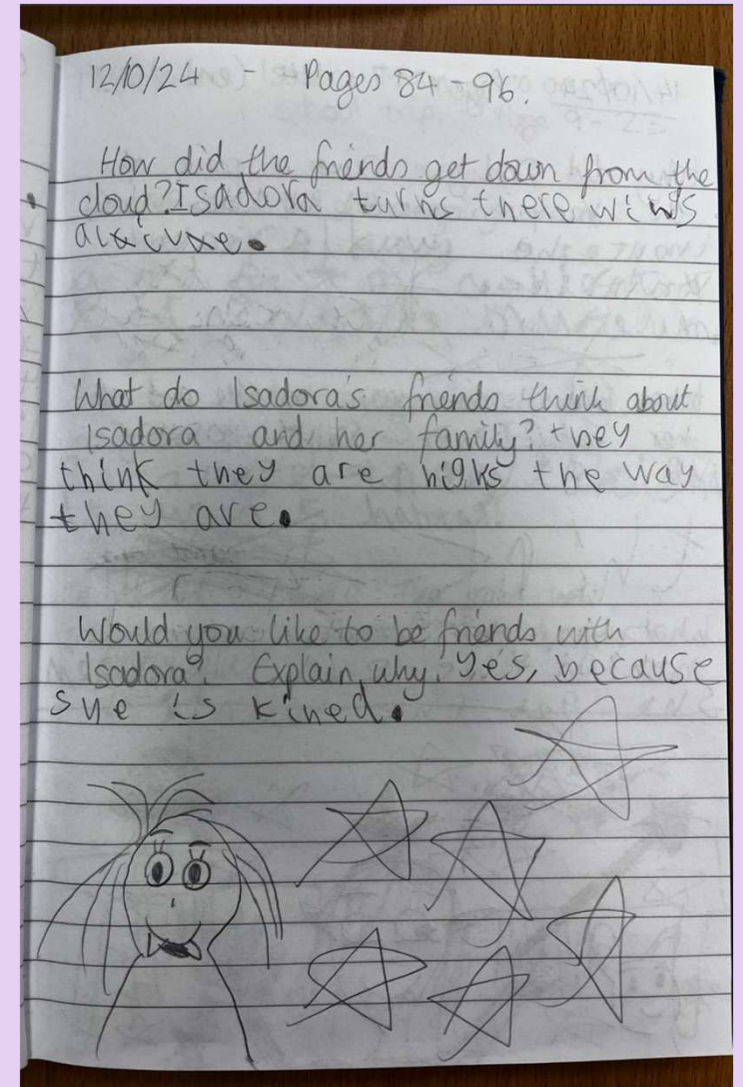 12/10/24 - Pages 84-96.
How did the friends get down from the
cloud? Isadora turns there wings
What do Isadora's friends think about
Isadora and her family? they
think they are the way
they are.
Would you like to be friends with
Isadora? Explain why. Yes, because
she is kined.